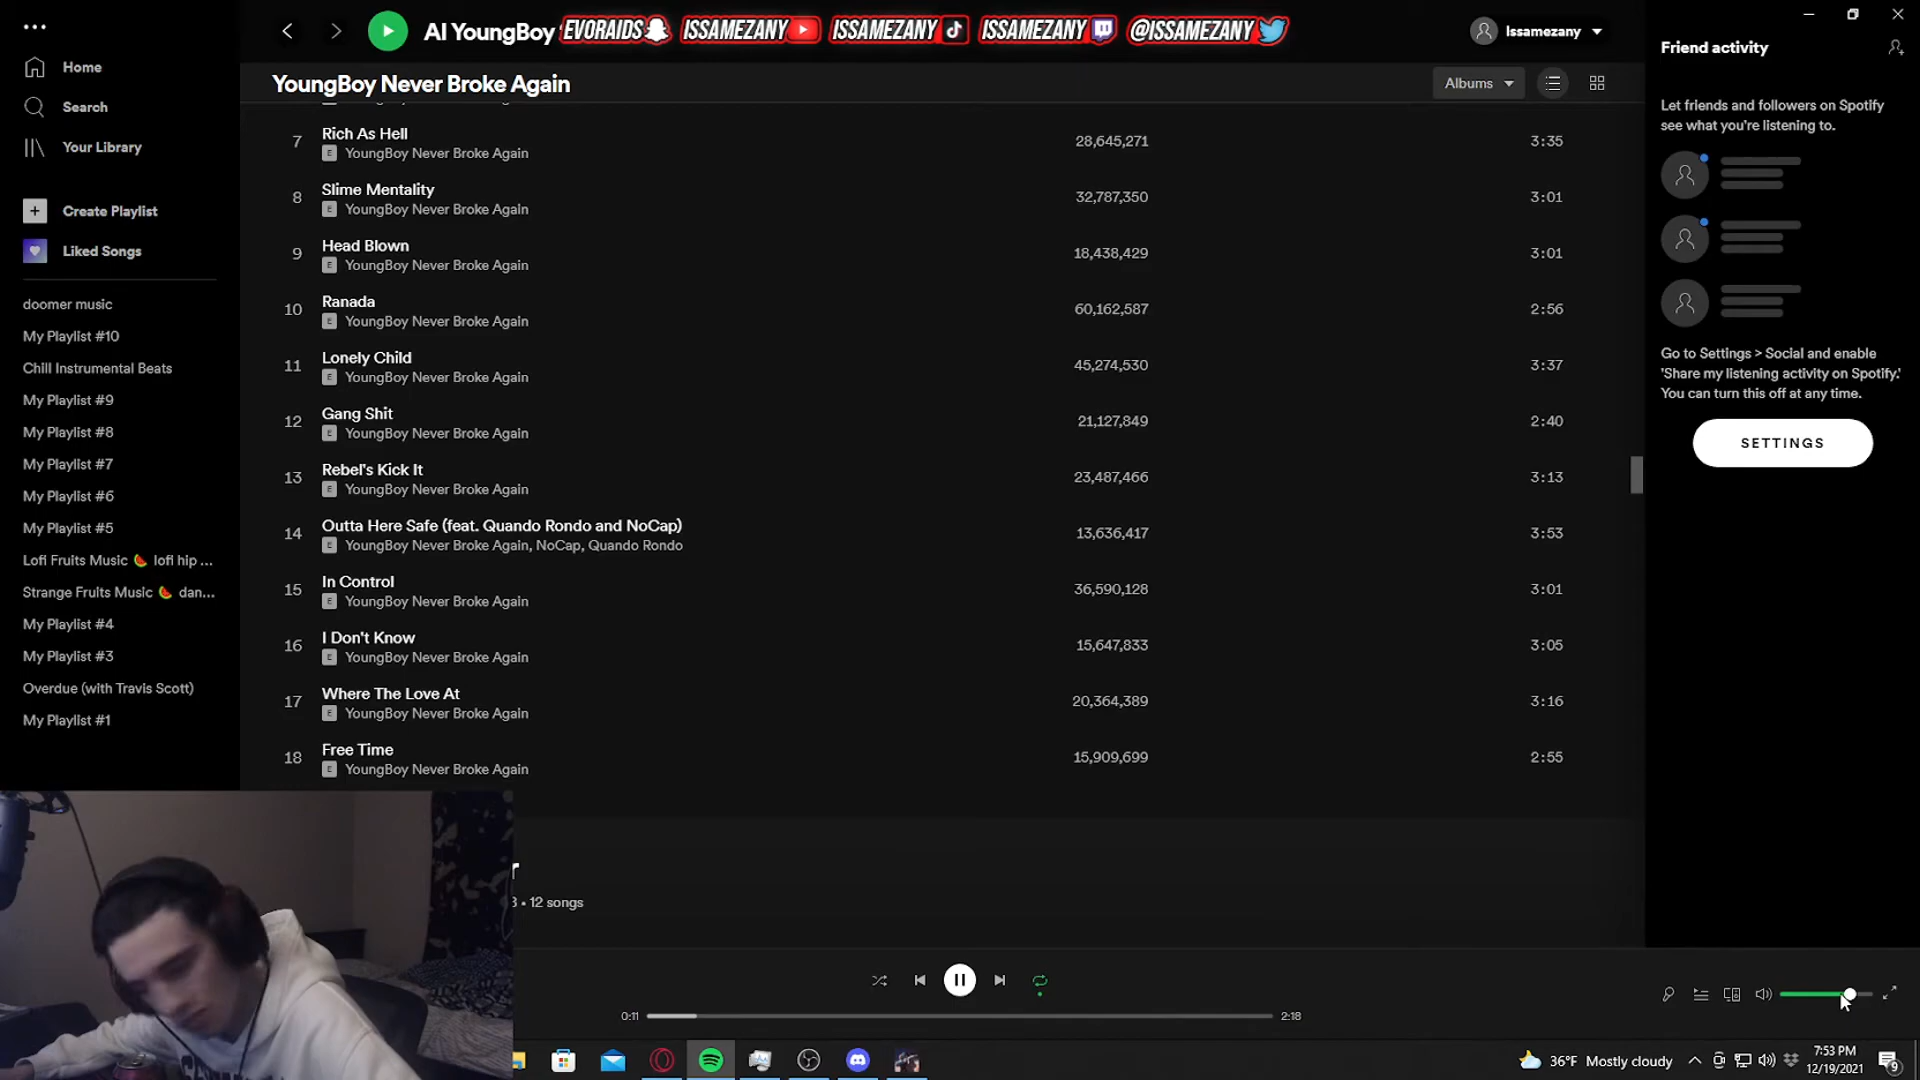 AI YoungBoy
EVORAIDS
ISSAMEZANY
ISSAMEZANY
ISSAMEZANY
@ISSAMEZANY
Issamezany
Home
Search
Your Library
Create Playlist
Liked Songs
doomer music
My Playlist #10
Chill Instrumental Beats
My Playlist #9
My Playlist #8
My Playlist #7
My Playlist #6
My Playlist #5
Lofi Fruits Music 🍉 lofi hip ...
Strange Fruits Music 🍉 dan...
My Playlist #4
My Playlist #3
Overdue (with Travis Scott)
My Playlist #1
YoungBoy Never Broke Again
Albums
7 Rich As Hell 28,645,271 3:35
E YoungBoy Never Broke Again
8 Slime Mentality 32,787,350 3:01
E YoungBoy Never Broke Again
9 Head Blown 18,438,429 3:01
E YoungBoy Never Broke Again
10 Ranada 60,162,587 2:56
E YoungBoy Never Broke Again
11 Lonely Child 45,274,530 3:37
E YoungBoy Never Broke Again
12 Gang Shit 21,127,849 2:40
E YoungBoy Never Broke Again
13 Rebel's Kick It 23,487,466 3:13
E YoungBoy Never Broke Again
14 Outta Here Safe (feat. Quando Rondo and NoCap) 13,636,417 3:53
E YoungBoy Never Broke Again, NoCap, Quando Rondo
15 In Control 36,590,128 3:01
E YoungBoy Never Broke Again
16 I Don't Know 15,647,833 3:05
E YoungBoy Never Broke Again
17 Where The Love At 20,364,389 3:16
E YoungBoy Never Broke Again
18 Free Time 15,909,699 2:55
E YoungBoy Never Broke Again
• 12 songs
Friend activity
Let friends and followers on Spotify
see what you're listening to.
Go to Settings > Social and enable
'Share my listening activity on Spotify.'
You can turn this off at any time.
SETTINGS
0:11
2:18
36°F Mostly cloudy
7:53 PM
12/19/2021
9